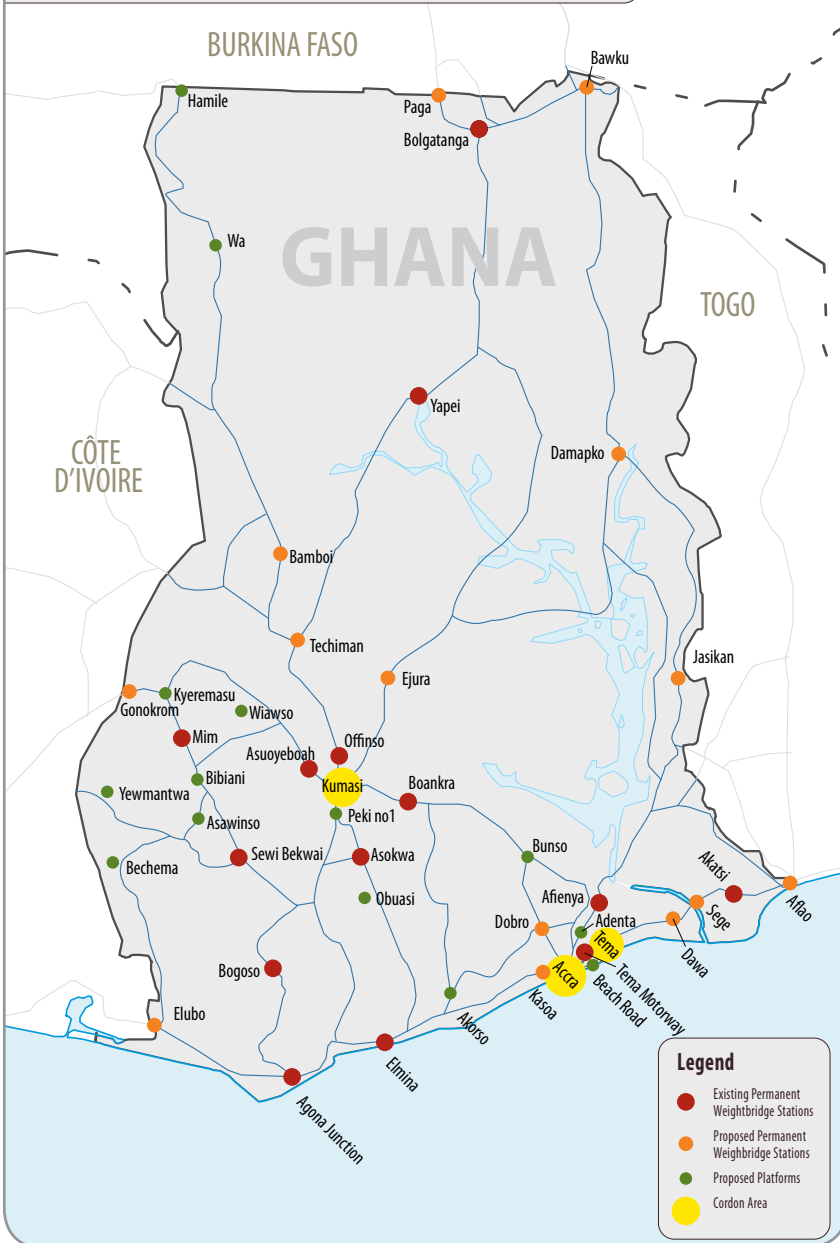 BURKINA FASO
Bawku
Hamile
Paga
Bolgatanga
Wa
GHANA
TOGO
Yapei
CÔTE
D'IVOIRE
Damapko
Bamboi
Techiman
Jasikan
Ejura
Kyeremasu
Gonokrom
Wiawso
Mim
Offinso
Asuoyeboah
Kumasi
Boankra
Bibiani
Yewmantwa
Peki no1
Asawinso
Bunso
Sewi Bekwai
Asokwa
Bechema
Akatsi
Obuasi
Afienya
Aflao
Sege
Adenta
Dobro
Tema
Dawa
Bogoso
Accra
Tema Motorway
Beach Road
Kasoa
Akorso
Elubo
Elmina
Agona Junction
Legend
Existing Permanent
Weightbridge Stations
Proposed Permanent
Weighbridge Stations
Proposed Platforms
Cordon Area